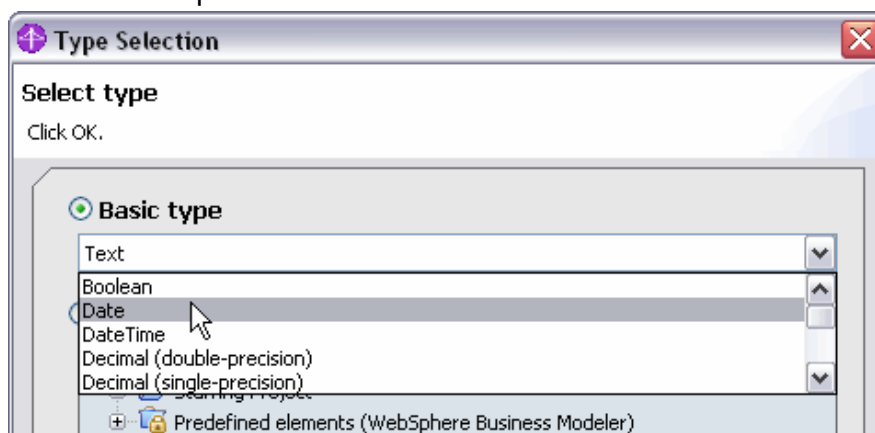 Type Selection
Select type
Click OK.
Basic type
Text
Boolean
Date
DateTime
Decimal (double-precision)
Decimal (single-precision)
Project
Predefined elements (WebSphere Business Modeler)